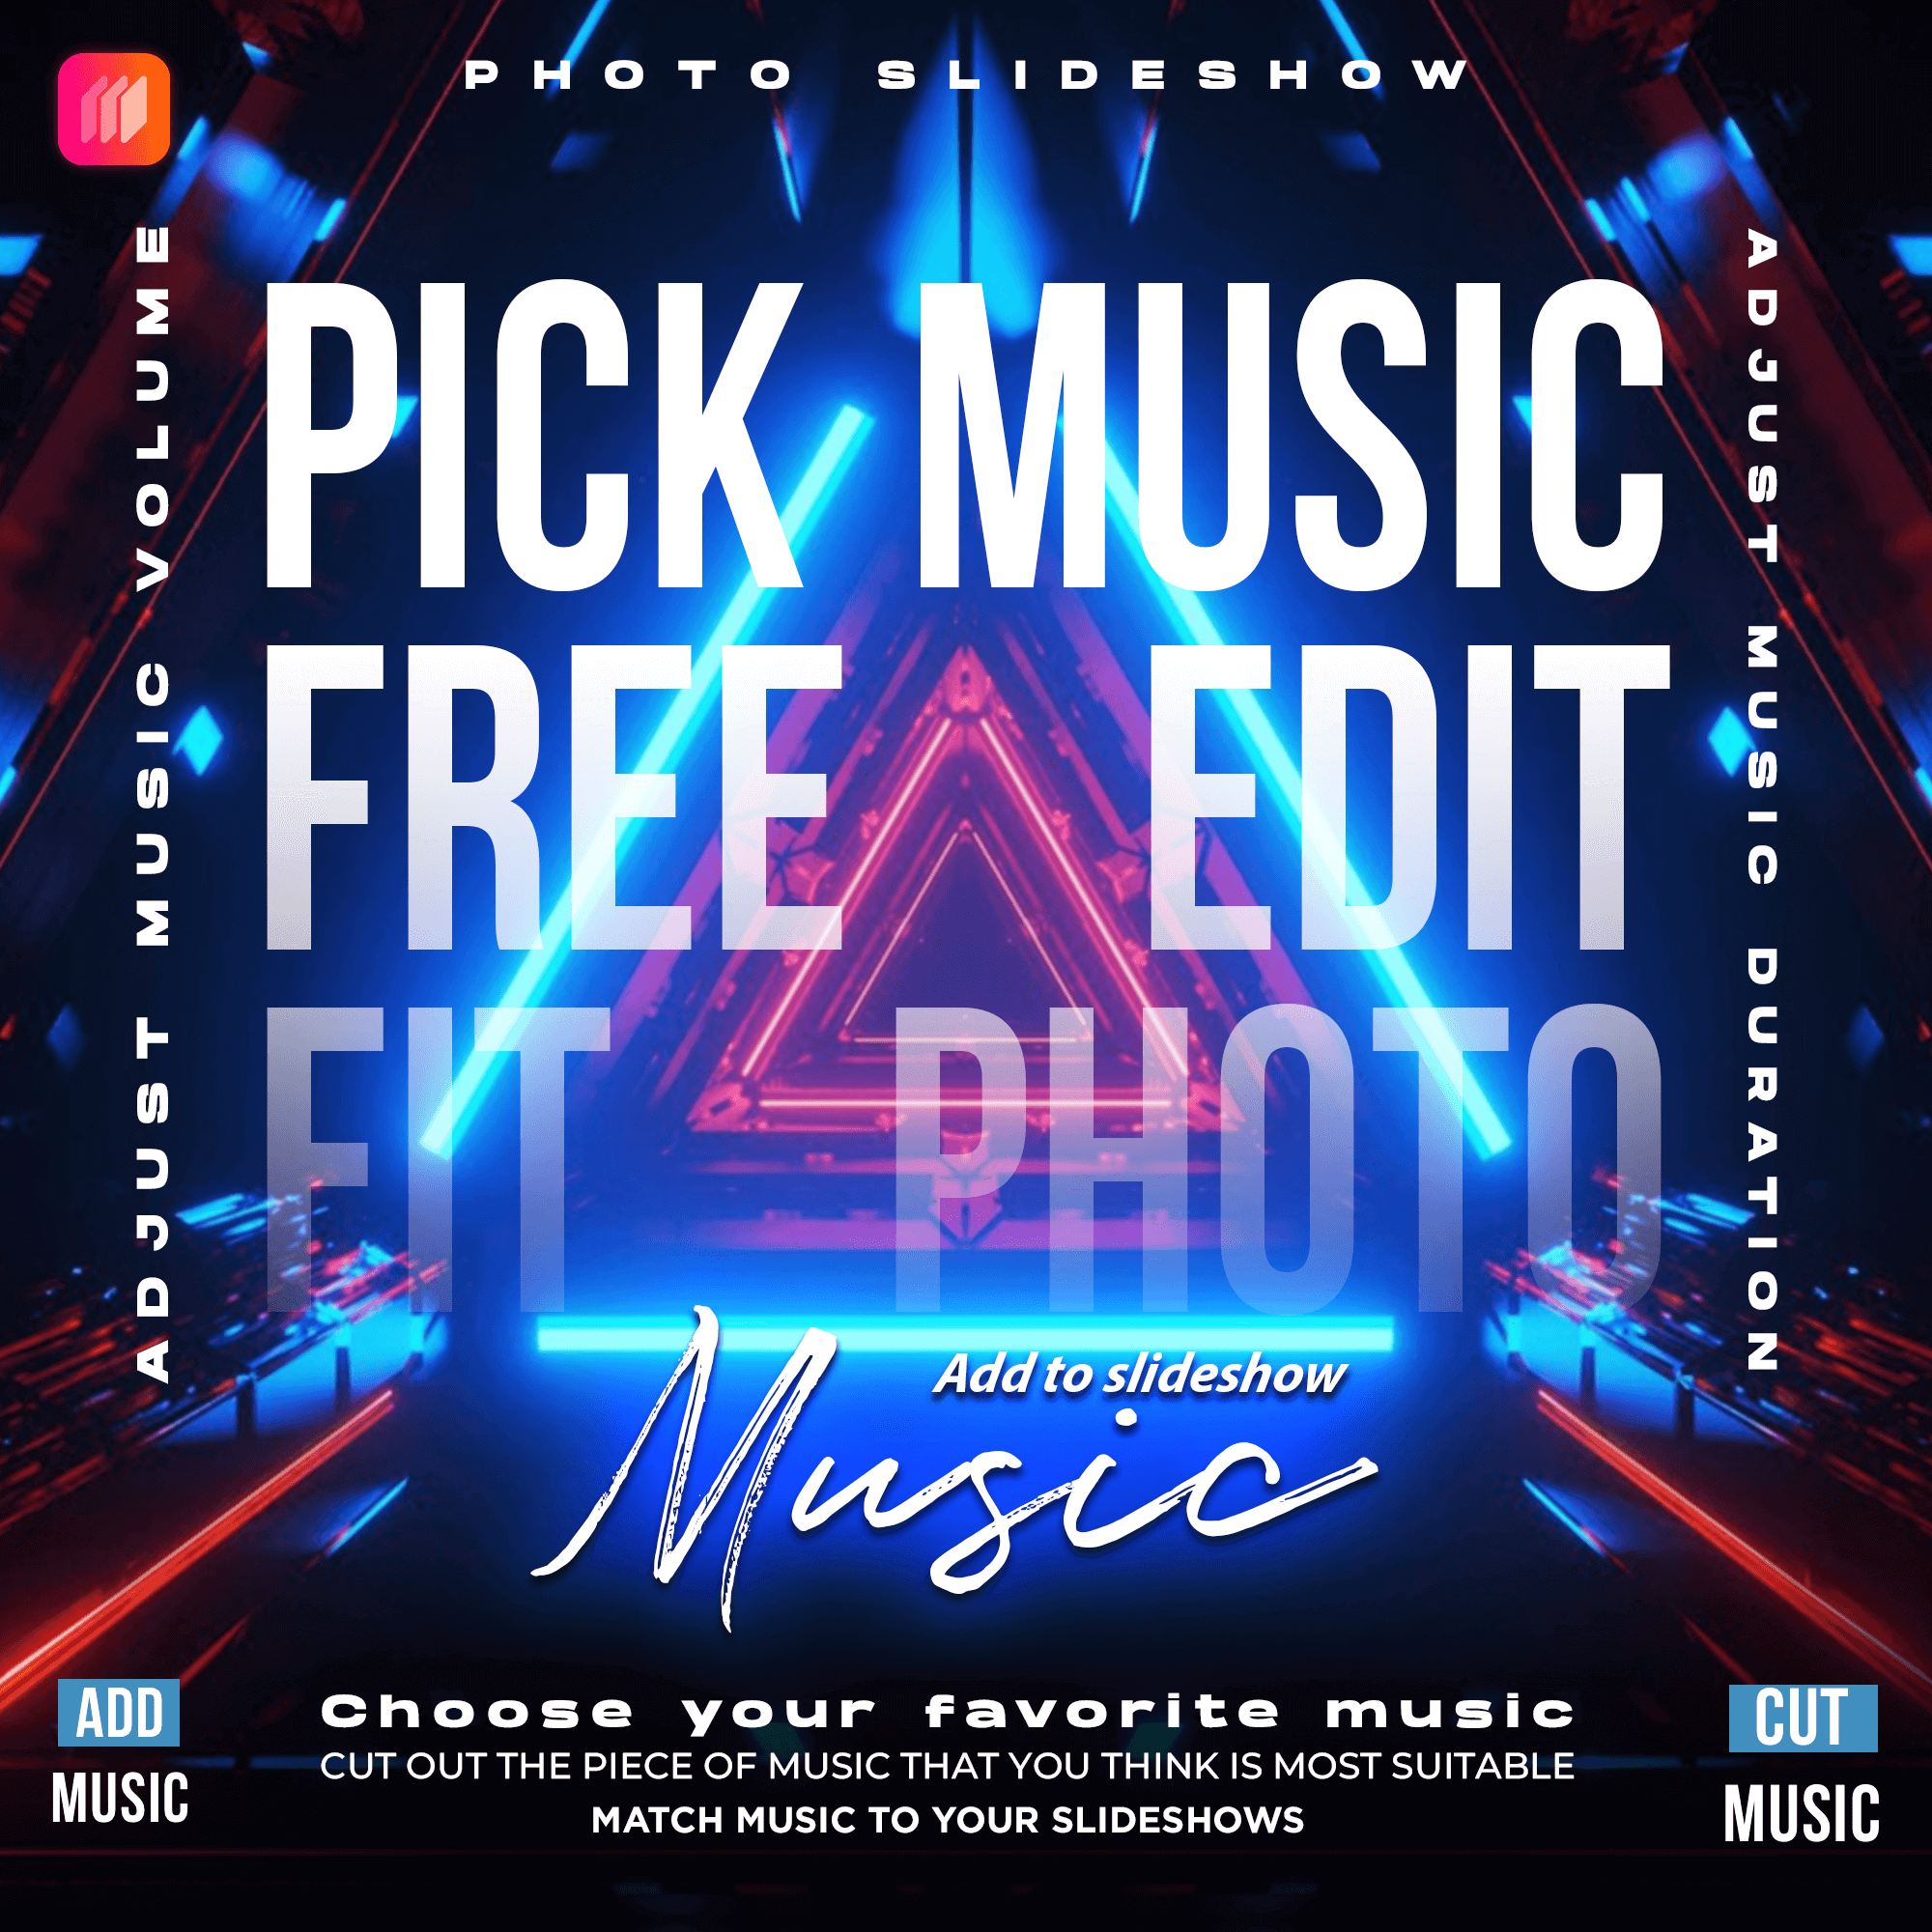 PHOTO SLIDESHOW
ADJUST MUSIC VOLUME
ADJUST MUSIC DURATION
PICK MUSIC
FREE EDIT
FIT PHOTO
Add to slideshow
Music
ADD
MUSIC
Choose your favorite music
CUT OUT THE PIECE OF MUSIC THAT YOU THINK IS MOST SUITABLE
MATCH MUSIC TO YOUR SLIDESHOWS
CUT
MUSIC